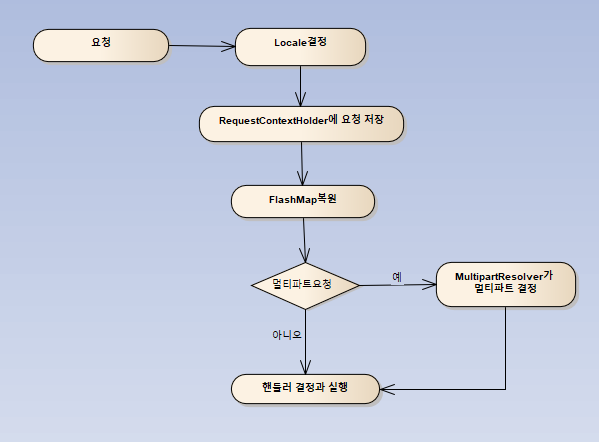 요청
Locale결정
RequestContextHolder에 요청 저장
FlashMap복원
멀티파트요청
예
MultipartResolver가
멀티파트 결정
아니오
핸들러 결정과 실행